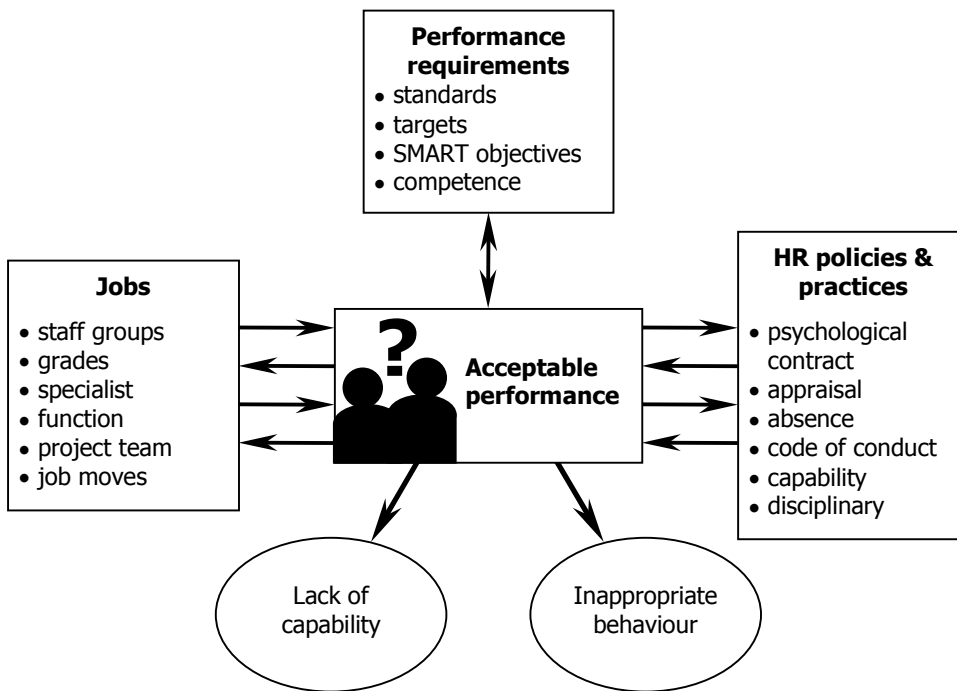 Performance
requirements
• standards
• targets
• SMART objectives
• competence
Jobs
• staff groups
• grades
• specialist
• function
• project team
• job moves
?
Acceptable
performance
HR policies &
practices
• psychological
contract
• appraisal
• absence
• code of conduct
• capability
• disciplinary
Lack of
capability
Inappropriate
behaviour